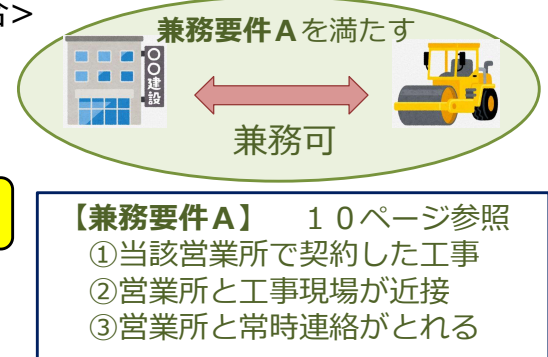 合>
兼務要件Aを満たす
〇〇建設
兼務可
【兼務要件A】　１０ページ参照
①当該営業所で契約した工事
②営業所と工事現場が近接
③営業所と常時連絡がとれる